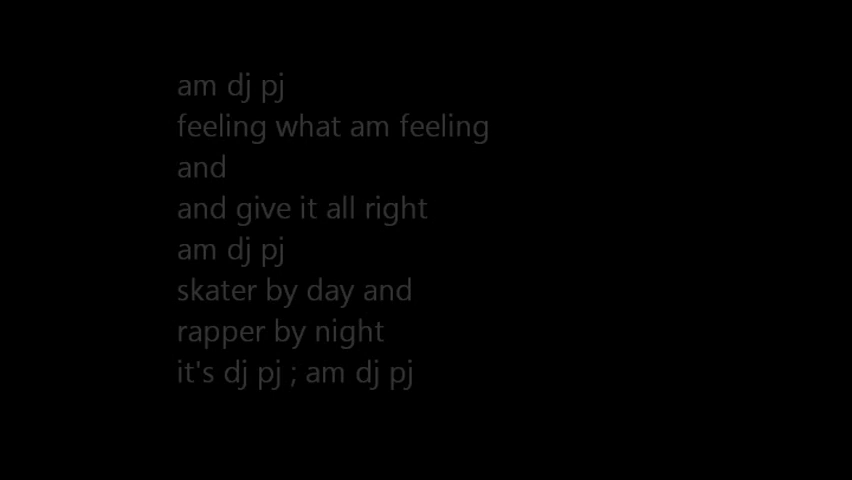 am dj pj
feeling what am feeling
and
and give it all right
am dj pj
skater by day and
rapper by night
it's dj pj ; am dj pj